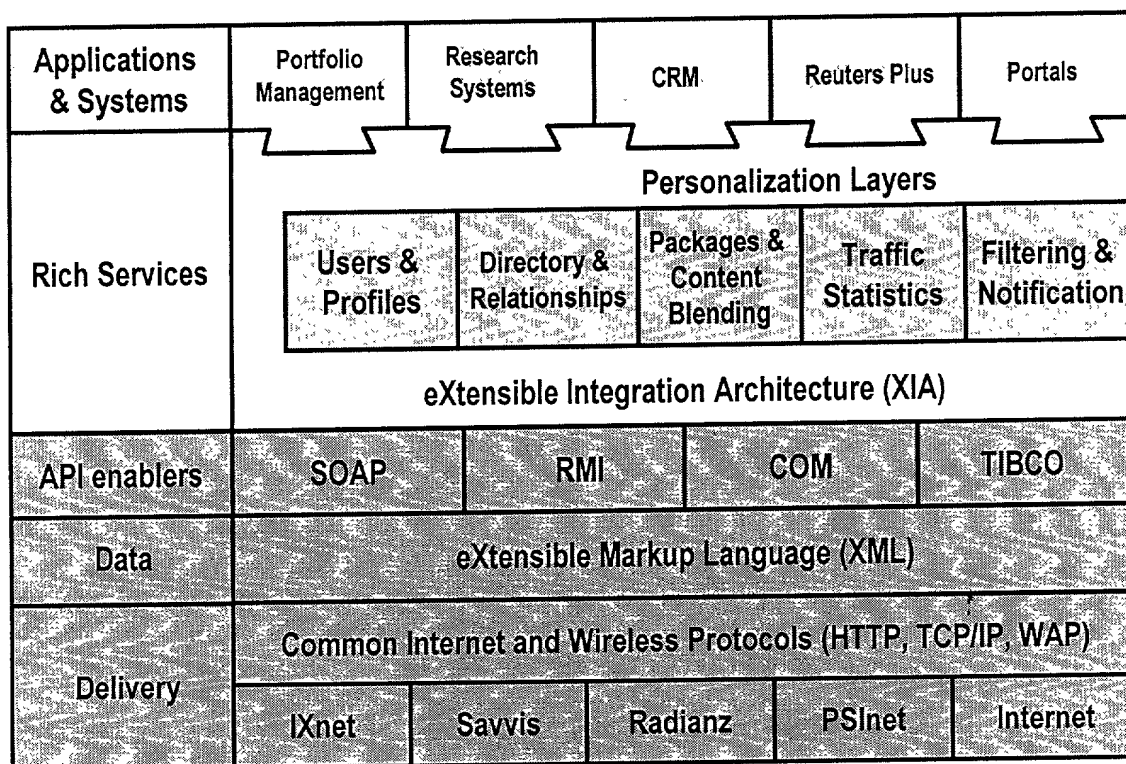 Applications
& Systems
Portfolio
Management
Research
Systems
CRM
Reuters Plus
Portals
Rich Services
Personalization Layers
Users &
Profiles
Directory &
Relationships
Packages &
Content
Blending
Traffic
Statistics
Filtering &
Notification
eXtensible Integration Architecture (XIA)
API enablers
SOAP
RMI
COM
TIBCO
Data
eXtensible Markup Language (XML)
Delivery
Common Internet and Wireless Protocols (HTTP, TCP/IP, WAP)
IXnet
Savvis
Radianz
PSInet
Internet